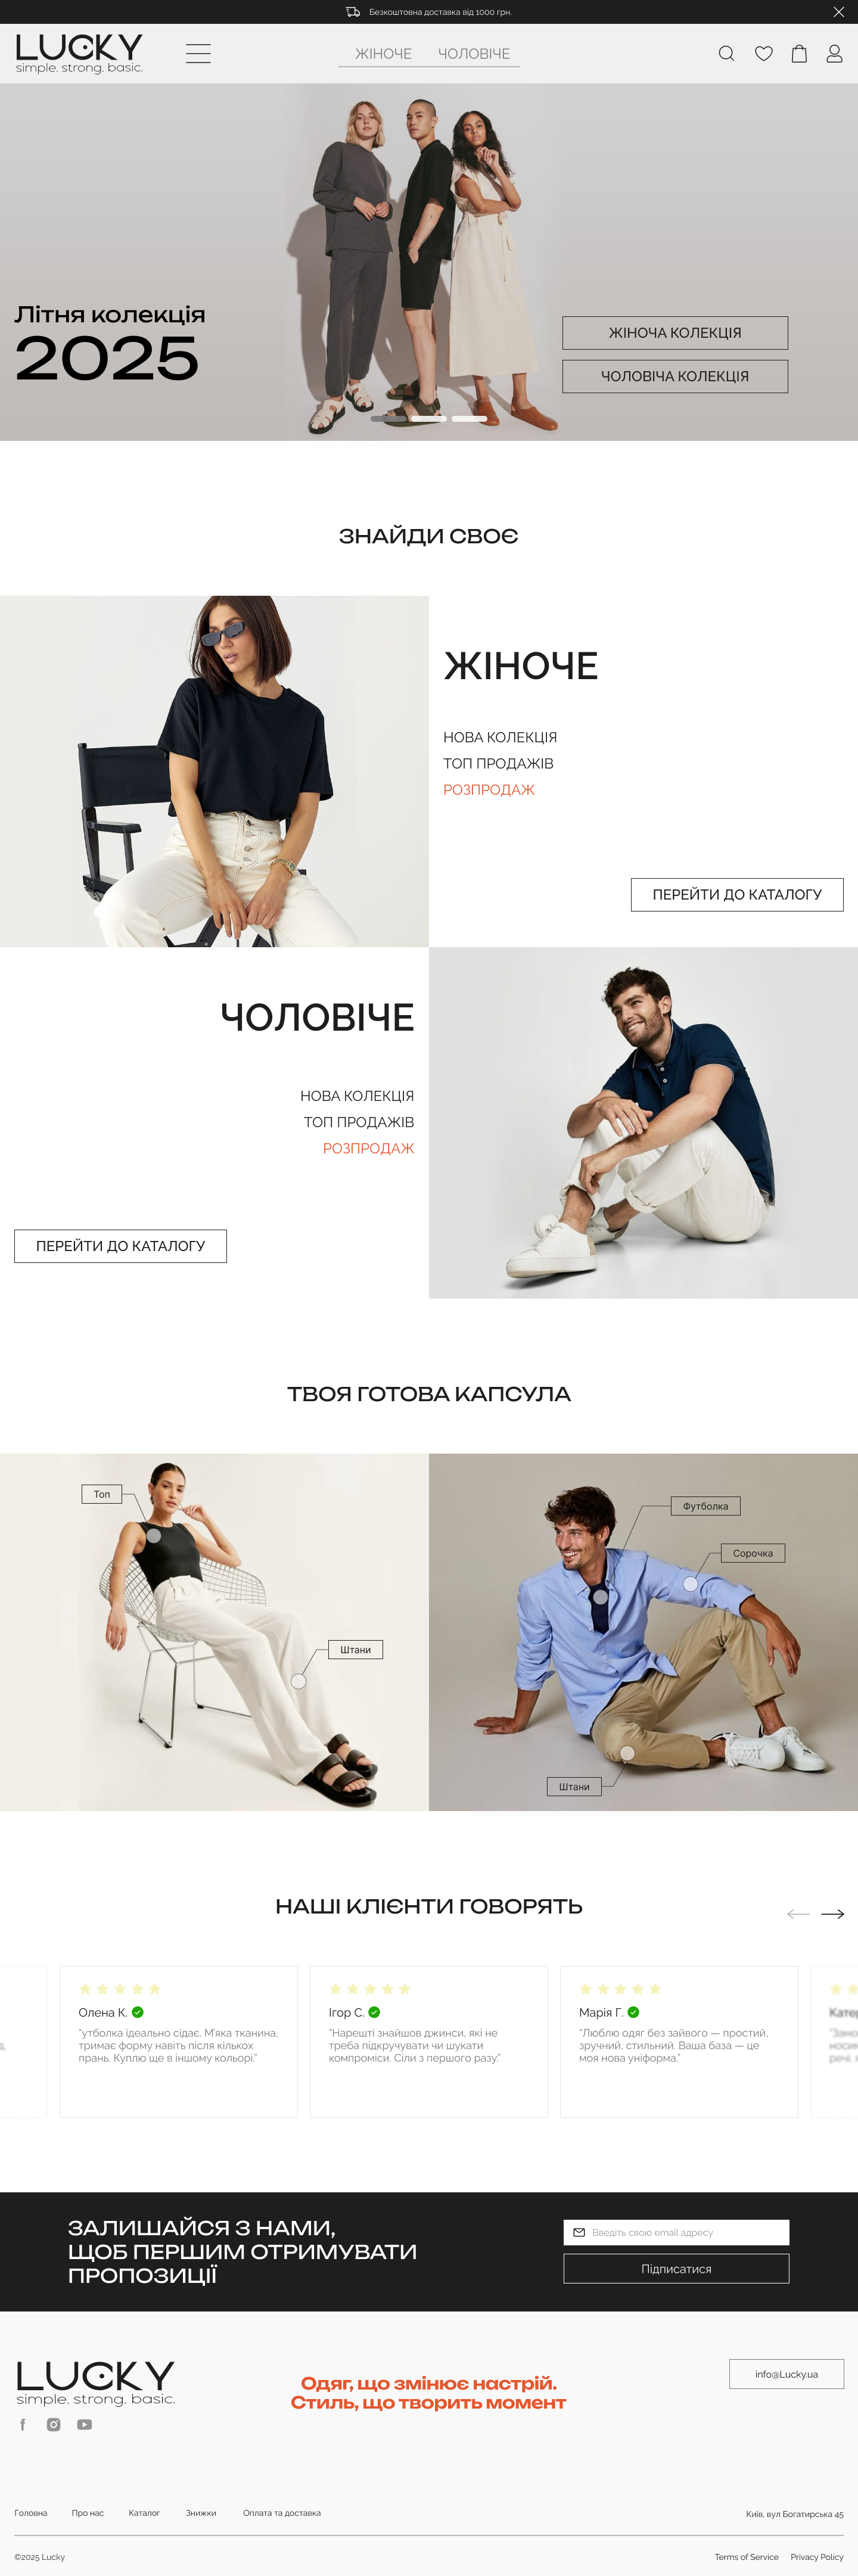 Безкоштовна доставка від 1000 грн.
LUCKY
simple. strong. basic.
ЖІНОЧЕ ЧОЛОВІЧЕ
Літня колекція
2025
ЖІНОЧА КОЛЕКЦІЯ
ЧОЛОВІЧА КОЛЕКЦІЯ
ЗНАЙДИ СВОЄ
ЖІНОЧЕ
НОВА КОЛЕКЦІЯ
ТОП ПРОДАЖІВ
РОЗПРОДАЖ
ПЕРЕЙТИ ДО КАТАЛОГУ
ЧОЛОВІЧЕ
НОВА КОЛЕКЦІЯ
ТОП ПРОДАЖІВ
РОЗПРОДАЖ
ПЕРЕЙТИ ДО КАТАЛОГУ
ТВОЯ ГОТОВА КАПСУЛА
Топ
Штани
Футболка
Сорочка
Штани
НАШІ КЛІЄНТИ ГОВОРЯТЬ
Олена К.
"утболка ідеально сідає. М'яка тканина,
тримає форму навіть після кількох
прань. Куплю ще в іншому кольорі."
Ігор С.
"Нарешті знайшов джинси, які не
треба підкручувати чи шукати
компроміси. Сіли з першого разу."
Марія Г.
"Люблю одяг без зайвого — простий,
зручний, стильний. Ваша база — це
моя нова уніформа."
ЗАЛИШАЙСЯ З НАМИ,
ЩОБ ПЕРШИМ ОТРИМУВАТИ
ПРОПОЗИЦІЇ
Введіть свою email адресу
Підписатися
LUCKY
simple. strong. basic.
Одяг, що змінює настрій.
Стиль, що творить момент
info@Lucky.ua
Головна Про нас Каталог Знижки Оплата та доставка
Київ, вул Богатирська 45
©2025 Lucky
Terms of Service Privacy Policy